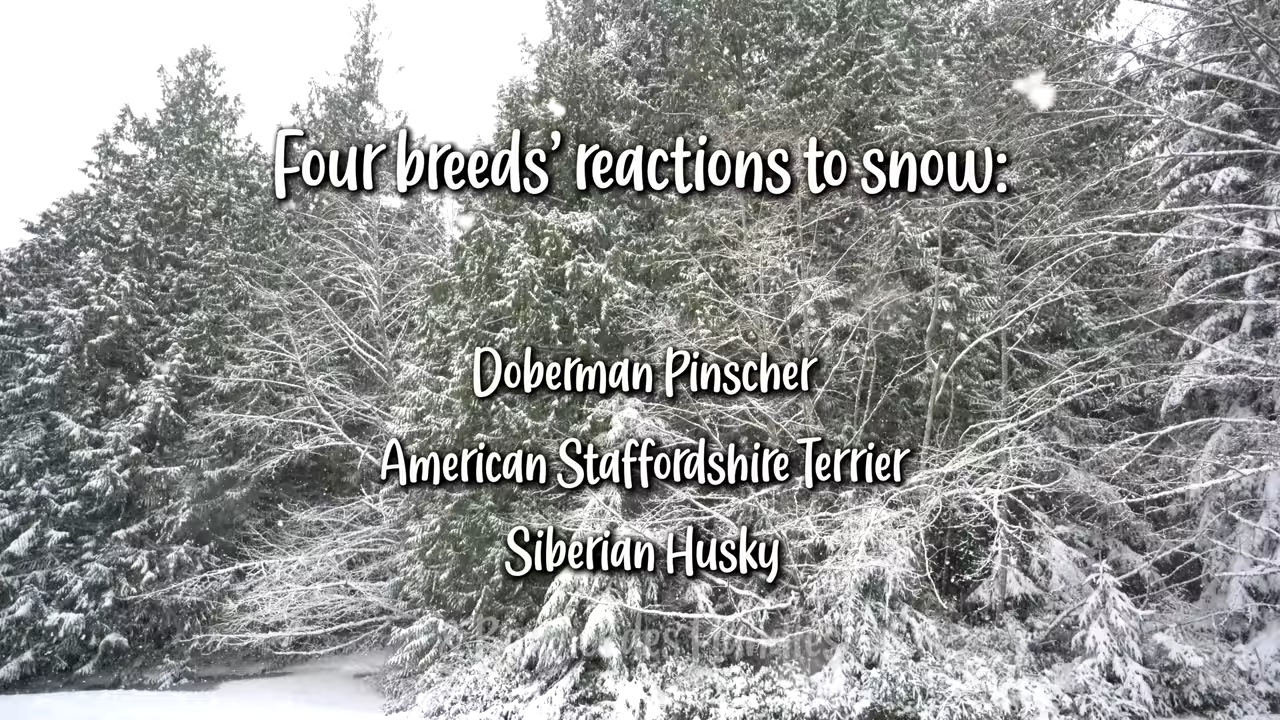 Four breeds’ reactions to snow:
Doberman Pinscher
American Staffordshire Terrier
Siberian Husky